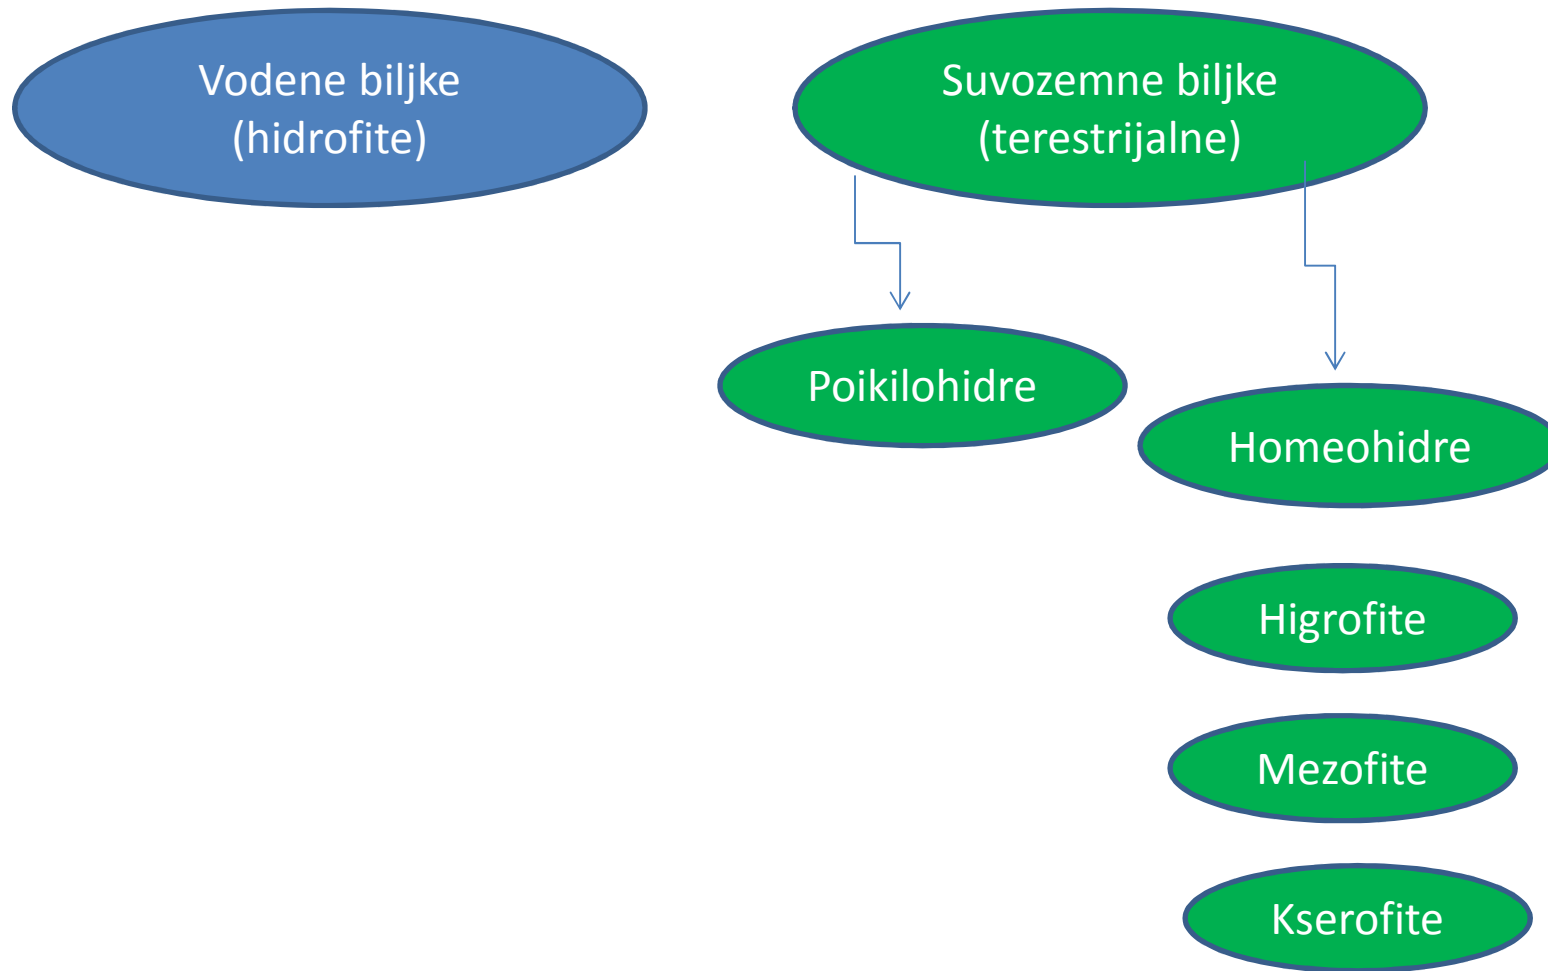 Vodene biljke
(hidrofite)
Suvozemne biljke
(terestrijalne)
Poikilohidre
Homeohidre
Higrofite
Mezofite
Kserofite